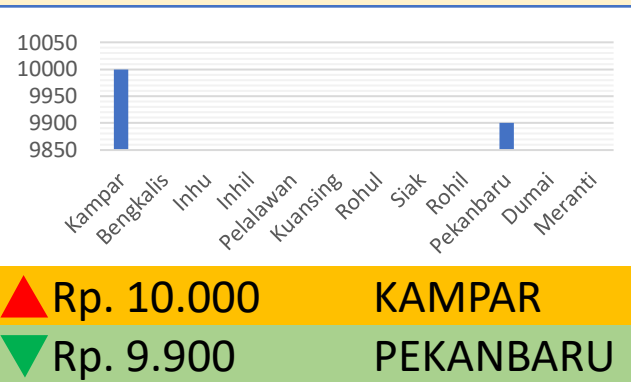 10050
10000
9950
9900
9850
Kampar
Bengkalis
Inhu
Inhil
Pelalawan
Kuansing
Rohul
Siak
Rohil
Pekanbaru
Dumai
Meranti
Rp. 10.000 KAMPAR
Rp. 9.900 PEKANBARU